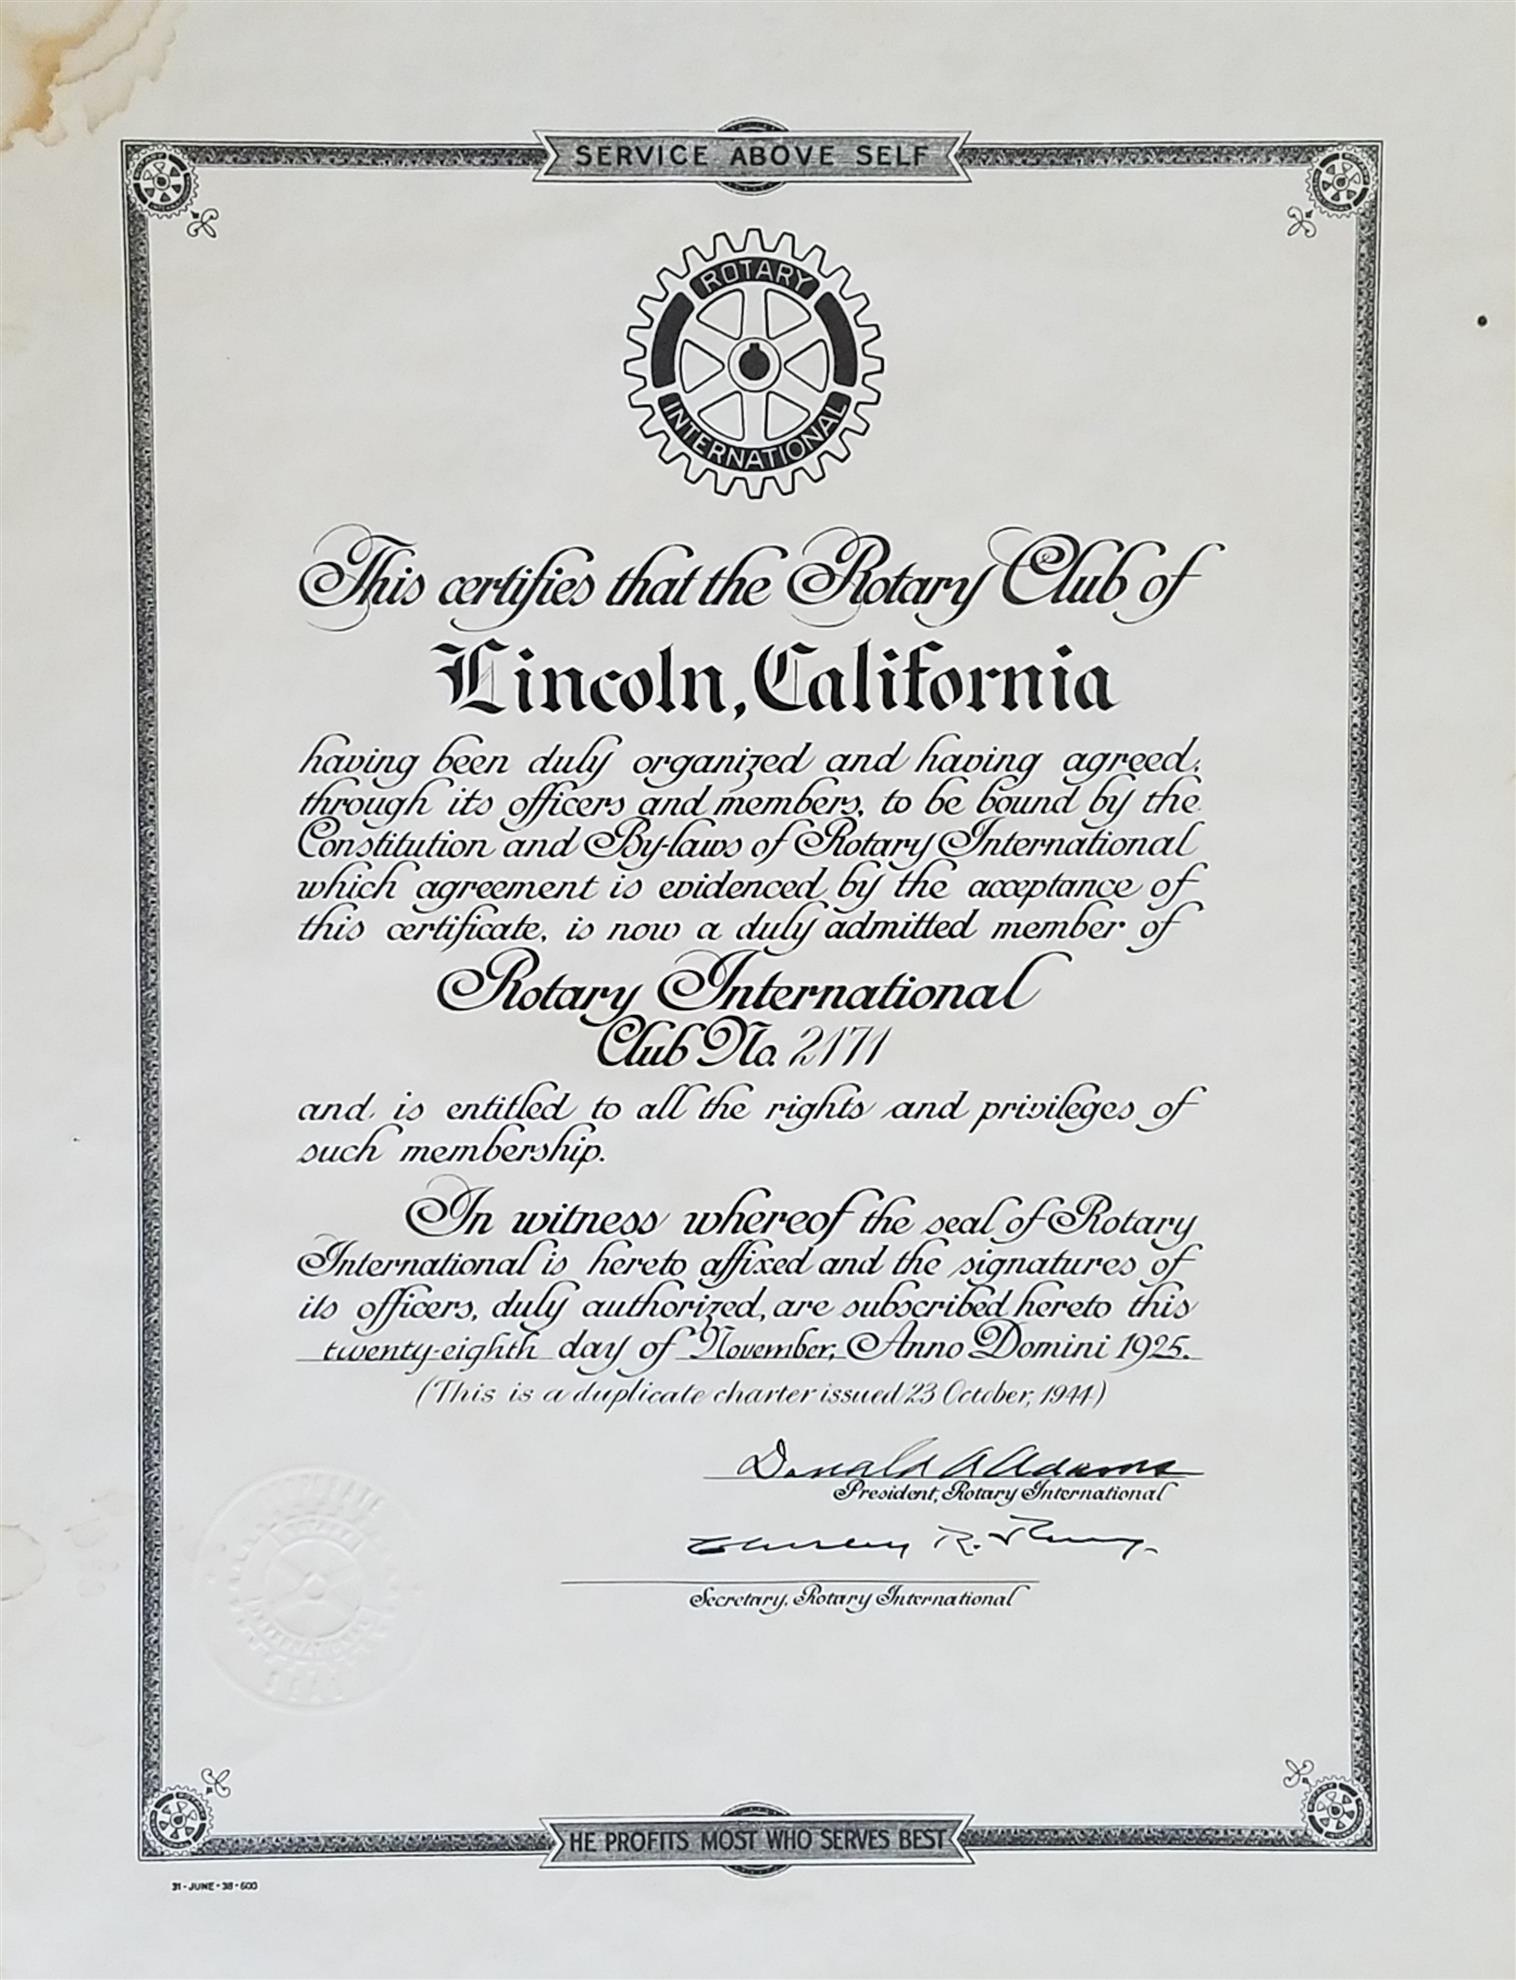 SERVICE ABOVE SELF
ROTARY
INTERNATIONAL
This certifies that the Rotary Club of
Lincoln, California
having been duly organized and having agreed,
through its officers and members, to be bound by the
Constitution and By-laws of Rotary International
which agreement is evidenced by the acceptance of
this certificate, is now a duly admitted member of
Rotary International
Club No. 2171
and is entitled to all the rights and privileges of
such membership.
In witness whereof the seal of Rotary
International is hereto affixed and the signatures of
its officers, duly authorized, are subscribed hereto this
twenty-eighth day of November, Anno Domini 1925.
(This is a duplicate charter issued 23 October, 1944)
Donald A Adams
President, Rotary International
Secretary, Rotary International
HE PROFITS MOST WHO SERVES BEST
31-JUNE-38-600